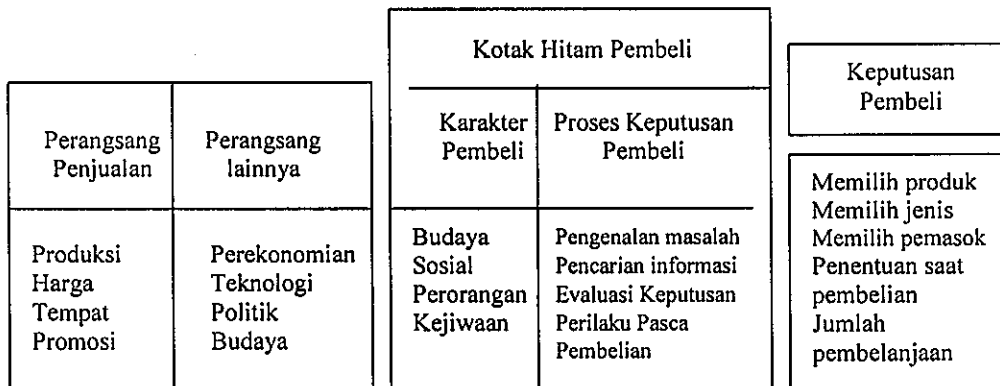 Perangsang
Penjualan
Perangsang
lainnya
Produksi
Harga
Tempat
Promosi
Perekonomian
Teknologi
Politik
Budaya
Kotak Hitam Pembeli
Karakter
Pembeli
Proses Keputusan
Pembeli
Budaya
Sosial
Perorangan
Kejiwaan
Pengenalan masalah
Pencarian informasi
Evaluasi Keputusan
Perilaku Pasca
Pembelian
Keputusan
Pembeli
Memilih produk
Memilih jenis
Memilih pemasok
Penentuan saat
pembelian
Jumlah
pembelanjaan